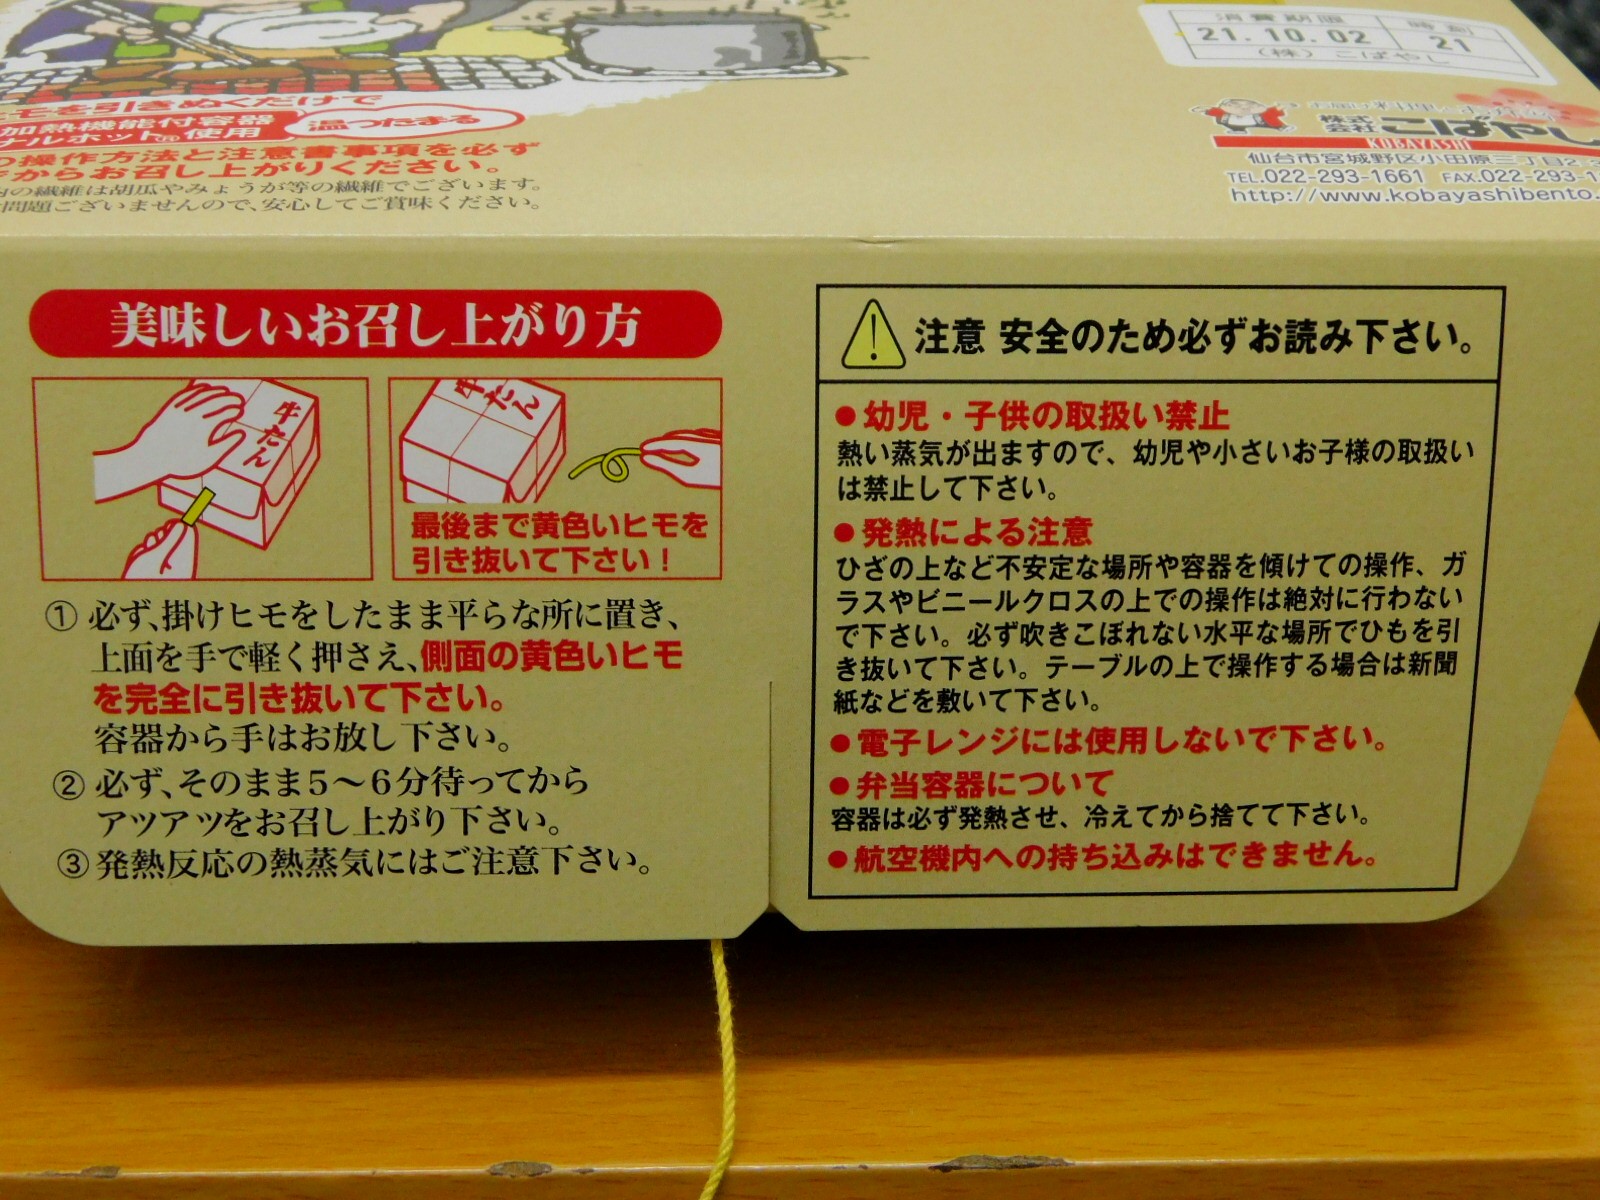 消費期限 時刻
21.10.02 21
(株) こばやし
モを引きぬくだけで
加熱機能付容器
ナルホット®使用
温ったまる
の操作方法と注意書事項を必ず
からお召し上がりください。
の繊維は胡瓜やみょうが等の繊維でございます。
問題ございませんので、安心してご賞味ください。
株式会社 こばやし
KOBAYASHI
仙台市宮城野区小田原三丁目2-
TEL.022-293-1661 FAX.022-293-1
http://www.kobayashibento.
美味しいお召し上がり方
牛たん
牛たん
最後まで黄色いヒモを
引き抜いて下さい!
① 必ず、掛けヒモをしたまま平らな所に置き、
上面を手で軽く押さえ、側面の黄色いヒモ
を完全に引き抜いて下さい。
容器から手はお放し下さい。
② 必ず、そのまま5〜6分待ってから
アツアツをお召し上がり下さい。
③ 発熱反応の熱蒸気にはご注意下さい。
注意 安全のため必ずお読み下さい。
●幼児・子供の取扱い禁止
熱い蒸気が出ますので、幼児や小さいお子様の取扱い
は禁止して下さい。
●発熱による注意
ひざの上など不安定な場所や容器を傾けての操作、ガ
ラスやビニールクロスの上での操作は絶対に行わない
で下さい。必ず吹きこぼれない水平な場所でひもを引
き抜いて下さい。テーブルの上で操作する場合は新聞
紙などを敷いて下さい。
●電子レンジには使用しないで下さい。
●弁当容器について
容器は必ず発熱させ、冷えてから捨てて下さい。
●航空機内への持ち込みはできません。